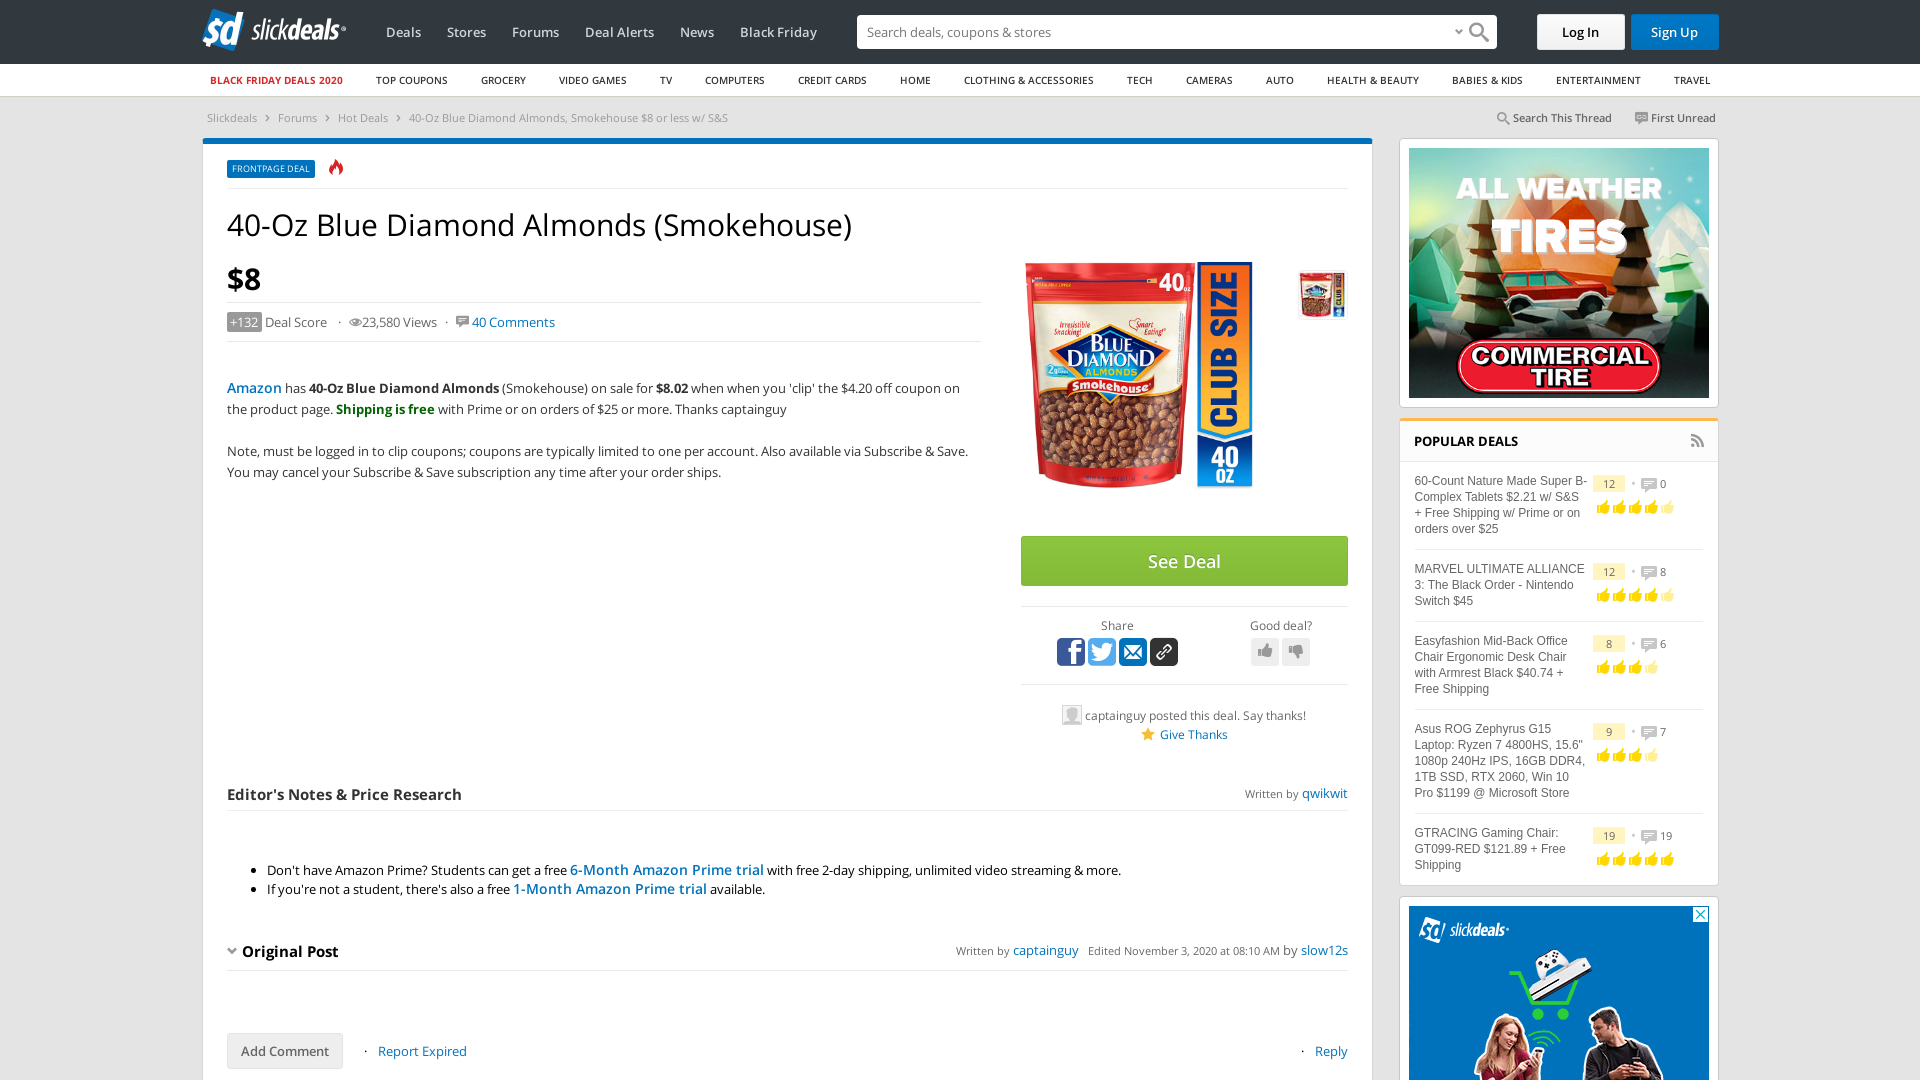 slickdeals
Deals Stores Forums Deal Alerts News Black Friday
Search deals, coupons & stores
Log In Sign Up
BLACK FRIDAY DEALS 2020 TOP COUPONS GROCERY VIDEO GAMES TV COMPUTERS CREDIT CARDS HOME CLOTHING & ACCESSORIES TECH CAMERAS AUTO HEALTH & BEAUTY BABIES & KIDS ENTERTAINMENT TRAVEL
Slickdeals > Forums > Hot Deals > 40-Oz Blue Diamond Almonds, Smokehouse $8 or less w/ S&S
Search This Thread First Unread
FRONTPAGE DEAL
40-Oz Blue Diamond Almonds (Smokehouse)
$8
+132 Deal Score · 23,580 Views · 40 Comments
Amazon has 40-Oz Blue Diamond Almonds (Smokehouse) on sale for $8.02 when when you 'clip' the $4.20 off coupon on
the product page. Shipping is free with Prime or on orders of $25 or more. Thanks captainguy
Note, must be logged in to clip coupons; coupons are typically limited to one per account. Also available via Subscribe & Save.
You may cancel your Subscribe & Save subscription any time after your order ships.
40 oz
Irresistible Snacking!
Smart Eating!
BLUE
DIAMOND
ALMONDS
Smokehouse
CLUB SIZE
40
OZ
See Deal
Share
Good deal?
captainguy posted this deal. Say thanks!
Give Thanks
Editor's Notes & Price Research
Written by qwikwit
• Don't have Amazon Prime? Students can get a free 6-Month Amazon Prime trial with free 2-day shipping, unlimited video streaming & more.
• If you're not a student, there's also a free 1-Month Amazon Prime trial available.
Original Post
Written by captainguy Edited November 3, 2020 at 08:10 AM by slow12s
Add Comment · Report Expired
· Reply
ALL WEATHER
TIRES
COMMERCIAL
TIRE
POPULAR DEALS
60-Count Nature Made Super B-
Complex Tablets $2.21 w/ S&S
+ Free Shipping w/ Prime or on
orders over $25
12 • 0
MARVEL ULTIMATE ALLIANCE
3: The Black Order - Nintendo
Switch $45
12 • 8
Easyfashion Mid-Back Office
Chair Ergonomic Desk Chair
with Armrest Black $40.74 +
Free Shipping
8 • 6
Asus ROG Zephyrus G15
Laptop: Ryzen 7 4800HS, 15.6"
1080p 240Hz IPS, 16GB DDR4,
1TB SSD, RTX 2060, Win 10
Pro $1199 @ Microsoft Store
9 • 7
GTRACING Gaming Chair:
GT099-RED $121.89 + Free
Shipping
19 • 19
slickdeals